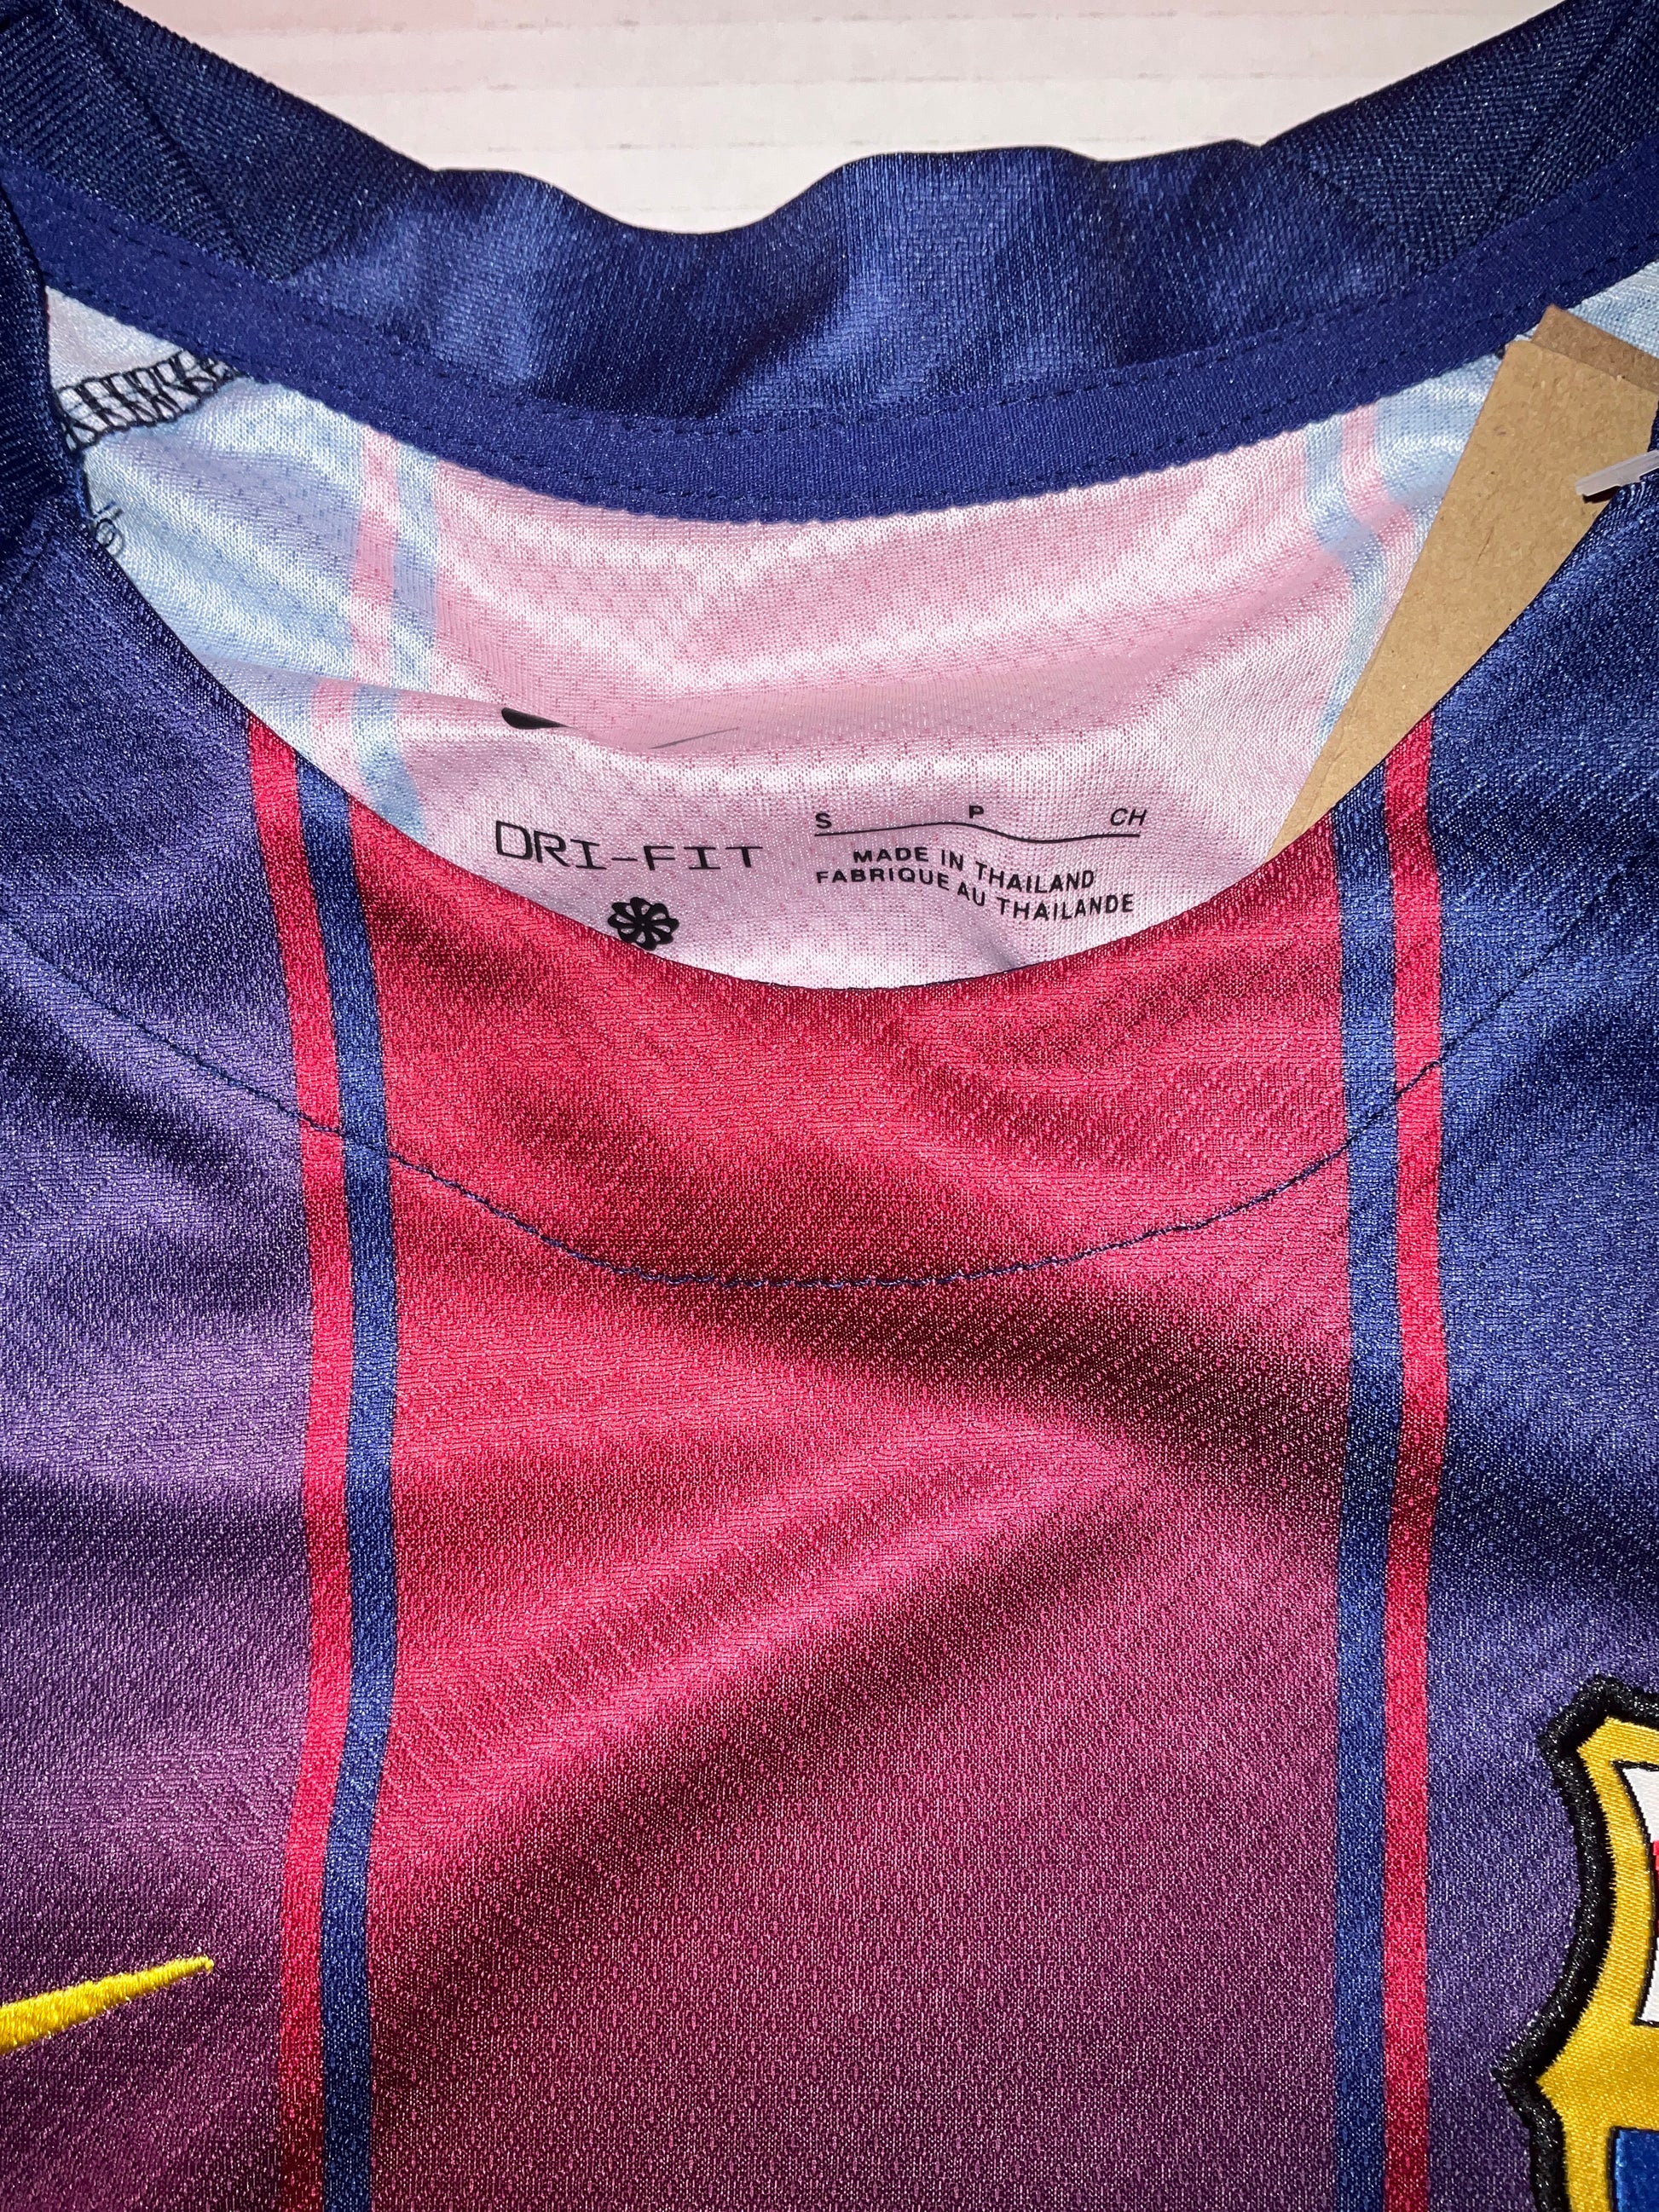 DRI-FIT
S P CH
MADE IN THAILAND
FABRIQUE AU THAILANDE